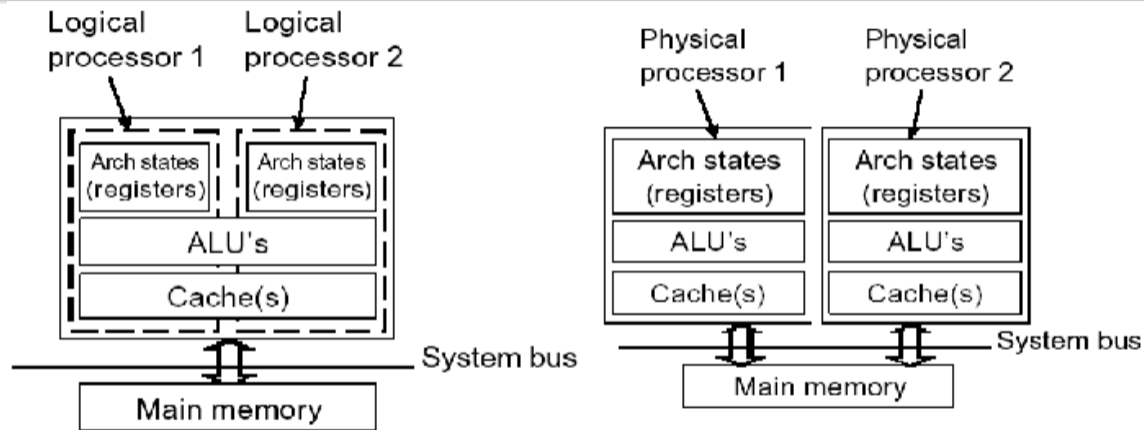 Logical
processor 1
Logical
processor 2
Arch states
(registers)
Arch states
(registers)
ALU's
Cache(s)
System bus
Main memory
Physical
processor 1
Physical
processor 2
Arch states
(registers)
Arch states
(registers)
ALU's
ALU's
Cache(s)
Cache(s)
System bus
Main memory